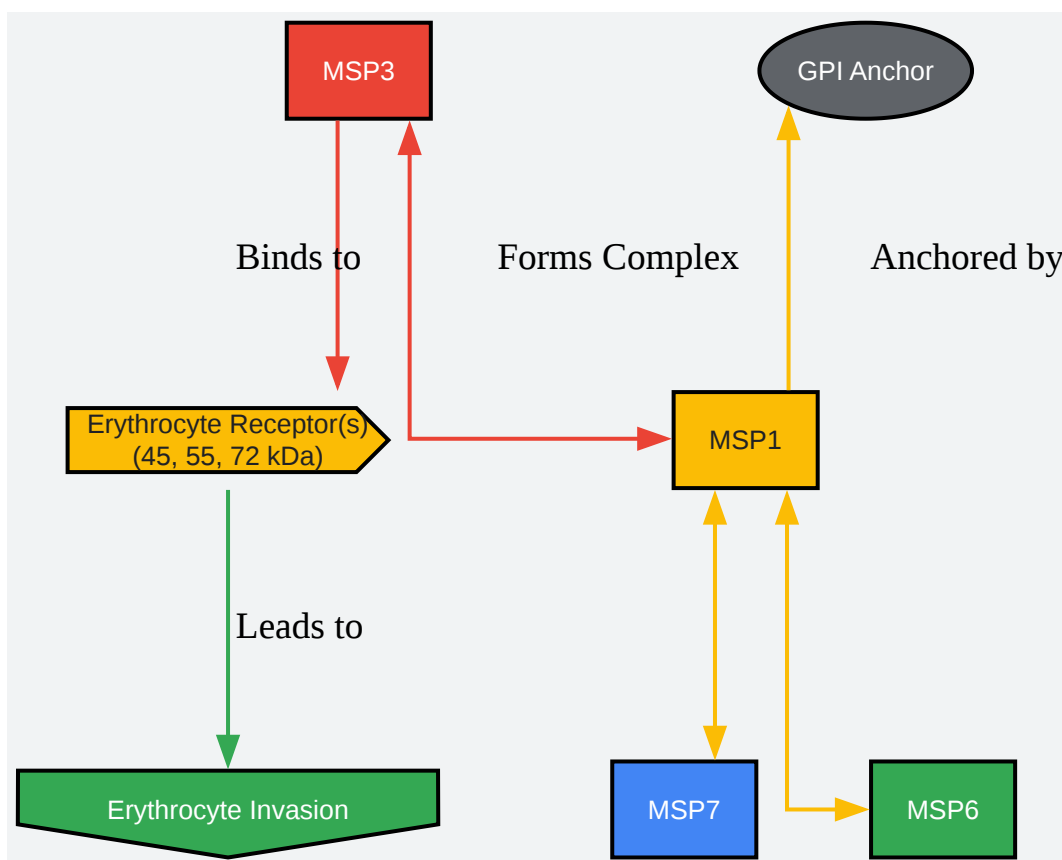 MSP3
GPI Anchor
Binds to
Forms Complex
Anchored by
Erythrocyte Receptor(s)
(45, 55, 72 kDa)
MSP1
Leads to
Erythrocyte Invasion
MSP7
MSP6